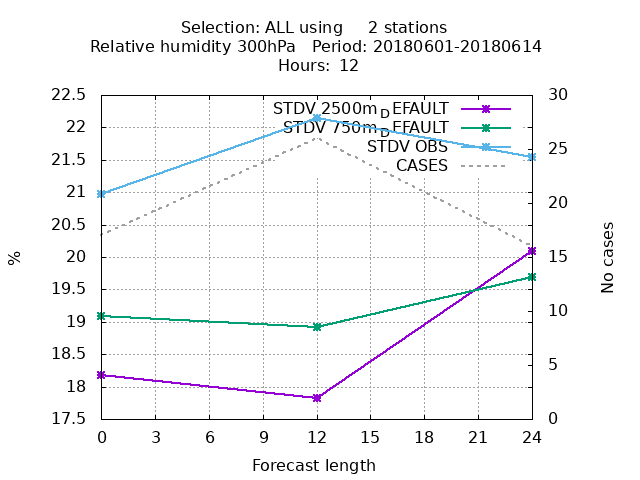 Selection: ALL using 2 stations
Relative humidity 300hPa Period: 20180601-20180614
Hours: 12
22.5
22
21.5
21
20.5
20
19.5
19
18.5
18
17.5
%
STDV 2500m_DEFAULT
STDV 750m_DEFAULT
STDV OBS
CASES
30
25
20
15
10
5
0
No cases
0 3 6 9 12 15 18 21 24
Forecast length